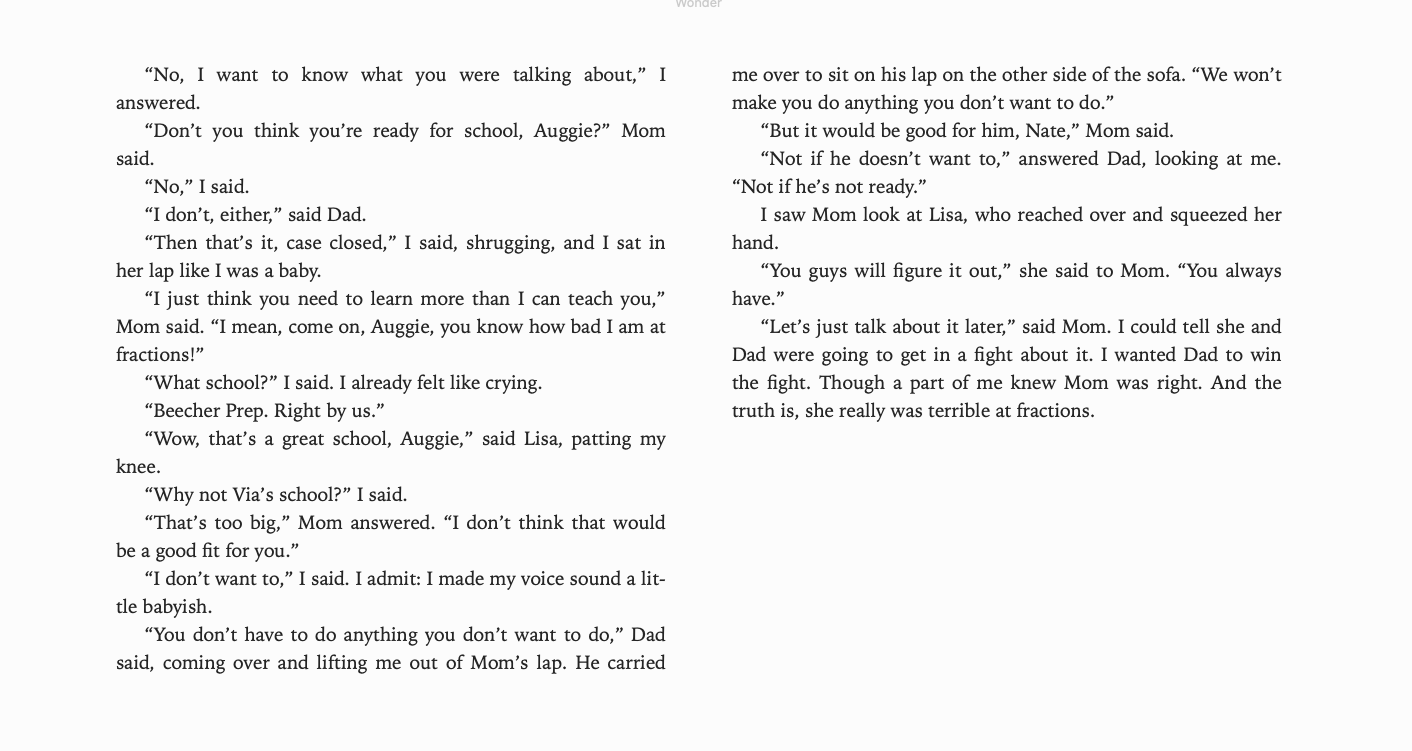 Wonder
“No, I want to know what you were talking about,” I
answered.
“Don’t you think you’re ready for school, Auggie?” Mom
said.
“No,” I said.
“I don’t, either,” said Dad.
“Then that’s it, case closed,” I said, shrugging, and I sat in
her lap like I was a baby.
“I just think you need to learn more than I can teach you,”
Mom said. “I mean, come on, Auggie, you know how bad I am at
fractions!”
“What school?” I said. I already felt like crying.
“Beecher Prep. Right by us.”
“Wow, that’s a great school, Auggie,” said Lisa, patting my
knee.
“Why not Via’s school?” I said.
“That’s too big,” Mom answered. “I don’t think that would
be a good fit for you.”
“I don’t want to,” I said. I admit: I made my voice sound a lit-
tle babyish.
“You don’t have to do anything you don’t want to do,” Dad
said, coming over and lifting me out of Mom’s lap. He carried
me over to sit on his lap on the other side of the sofa. “We won’t
make you do anything you don’t want to do.”
“But it would be good for him, Nate,” Mom said.
“Not if he doesn’t want to,” answered Dad, looking at me.
“Not if he’s not ready.”
I saw Mom look at Lisa, who reached over and squeezed her
hand.
“You guys will figure it out,” she said to Mom. “You always
have.”
“Let’s just talk about it later,” said Mom. I could tell she and
Dad were going to get in a fight about it. I wanted Dad to win
the fight. Though a part of me knew Mom was right. And the
truth is, she really was terrible at fractions.